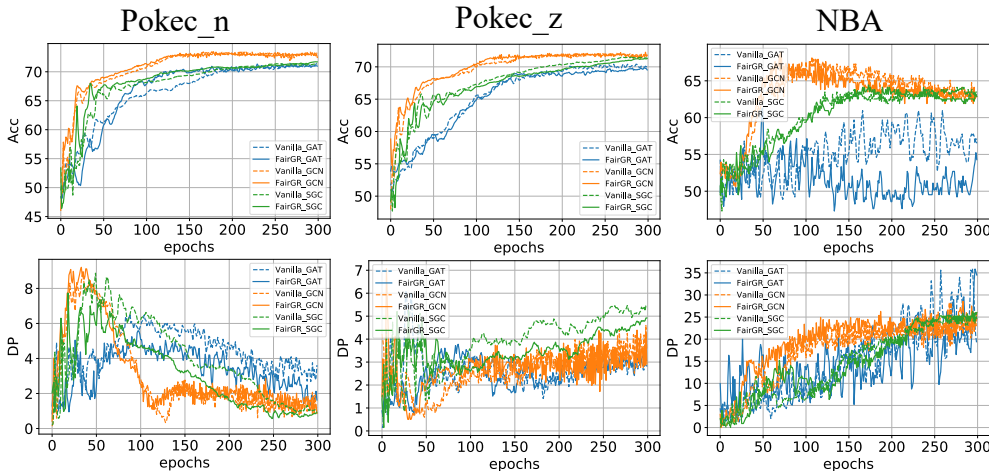 Pokec_n
Pokec_z
NBA
Acc
70
65
60
55
50
45
0 50 100 150 200 250 300
epochs
Vanilla_GAT
FairGR_GAT
Vanilla_GCN
FairGR_GCN
Vanilla_SGC
FairGR_SGC
Acc
70
65
60
55
50
0 50 100 150 200 250 300
epochs
Vanilla_GAT
FairGR_GAT
Vanilla_GCN
FairGR_GCN
Vanilla_SGC
FairGR_SGC
Acc
65
60
55
50
0 50 100 150 200 250 300
epochs
Vanilla_GAT
FairGR_GAT
Vanilla_GCN
FairGR_GCN
Vanilla_SGC
FairGR_SGC
DP
8
6
4
2
0
0 50 100 150 200 250 300
epochs
Vanilla_GAT
FairGR_GAT
Vanilla_GCN
FairGR_GCN
Vanilla_SGC
FairGR_SGC
DP
7
6
5
4
3
2
1
0
0 50 100 150 200 250 300
epochs
Vanilla_GAT
FairGR_GAT
Vanilla_GCN
FairGR_GCN
Vanilla_SGC
FairGR_SGC
DP
35
30
25
20
15
10
5
0
0 50 100 150 200 250 300
epochs
Vanilla_GAT
FairGR_GAT
Vanilla_GCN
FairGR_GCN
Vanilla_SGC
FairGR_SGC